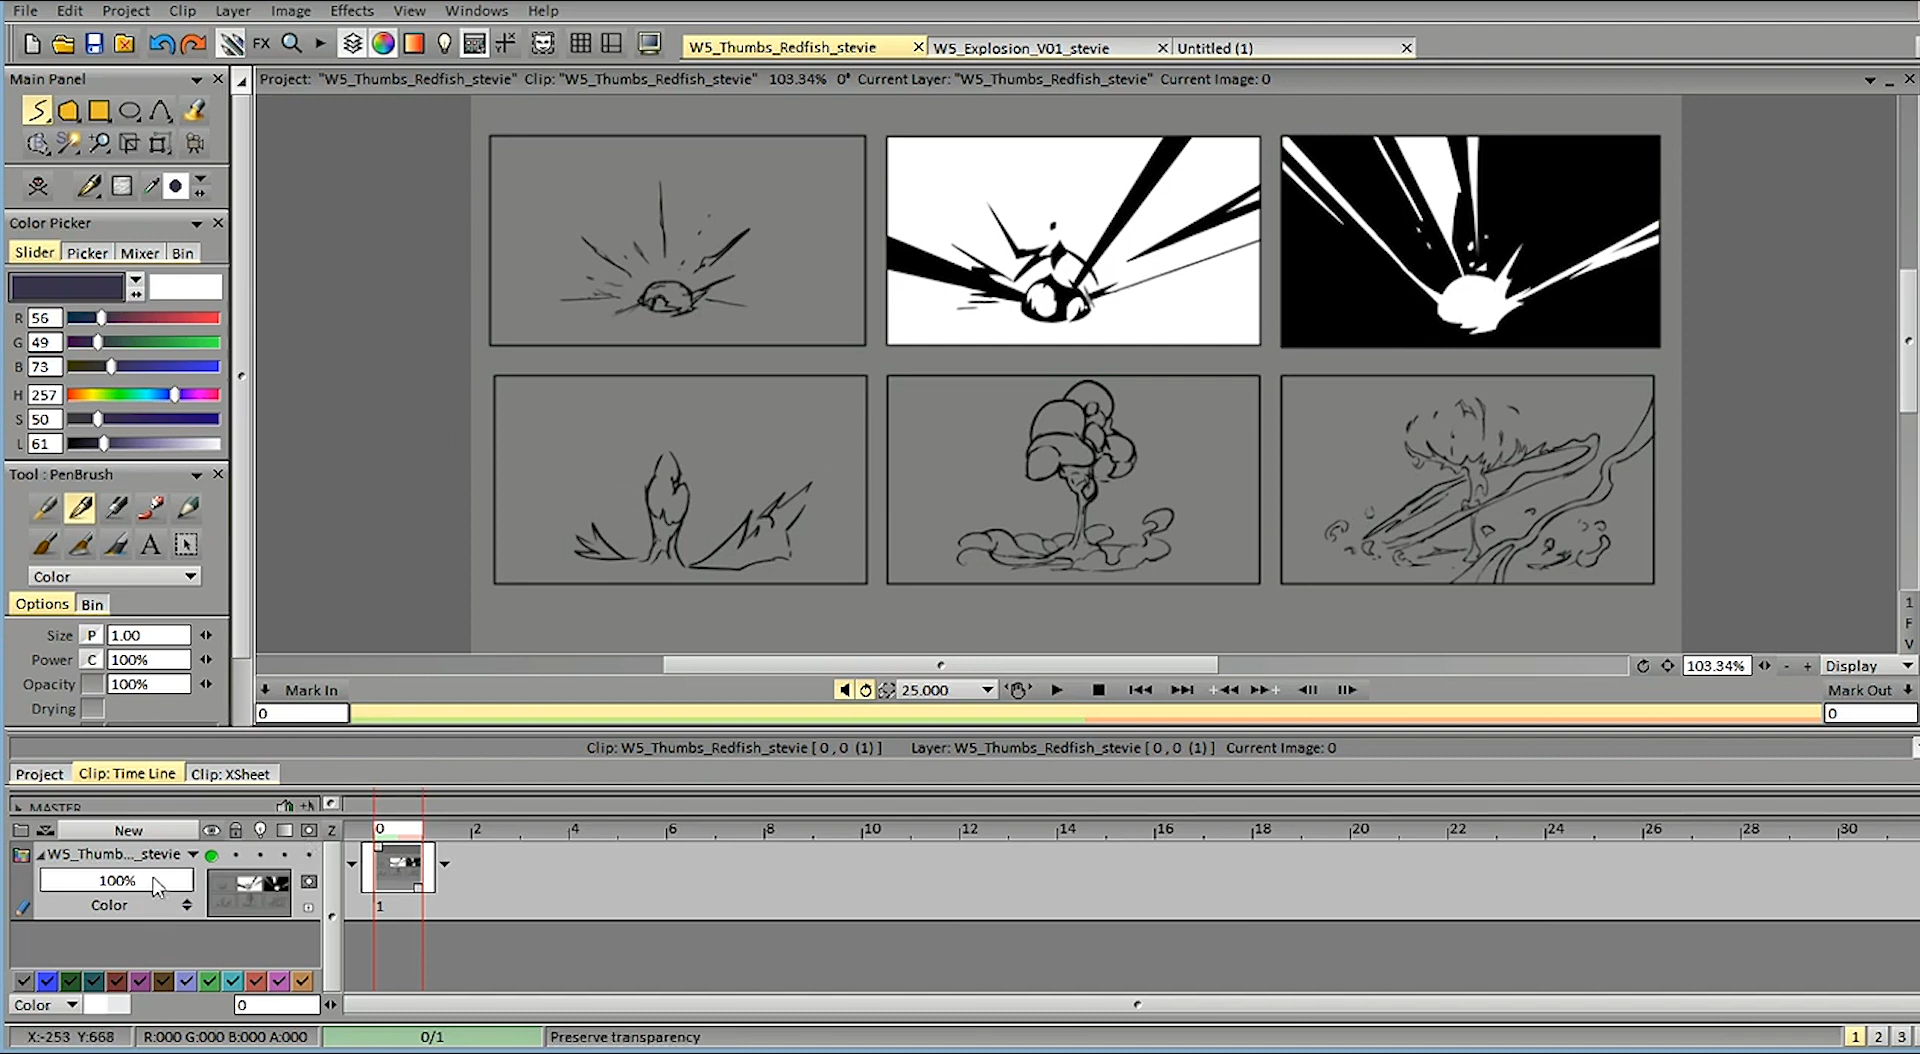 File Edit Project Clip Layer Image Effects View Windows Help
FX
W5_Thumbs_Redfish_stevie
W5_Explosion_V01_stevie
Untitled (1)
Main Panel
Project: "W5_Thumbs_Redfish_stevie" Clip: "W5_Thumbs_Redfish_stevie" 103.34% 0° Current Layer: "W5_Thumbs_Redfish_stevie" Current Image: 0
Color Picker
Slider Picker Mixer Bin
R 56
G 49
B 73
H 257
S 50
L 61
Tool : PenBrush
A
Color
Options Bin
Size P 1.00
Power C 100%
Opacity 100%
Drying
1
F
V
103.34% - + Display
Mark In 25.000 Mark Out
0 0
Clip: W5_Thumbs_Redfish_stevie [ 0 , 0 (1) ] Layer: W5_Thumbs_Redfish_stevie [ 0 , 0 (1) ] Current Image: 0
Project Clip: Time Line Clip: XSheet
MASTER
New Z 0 2 4 6 8 10 12 14 16 18 20 22 24 26 28 30
W5_Thumb..._stevie
100%
Color 1
Color 0
X:-253 Y:668 R:000 G:000 B:000 A:000 0/1 Preserve transparency 1 2 3